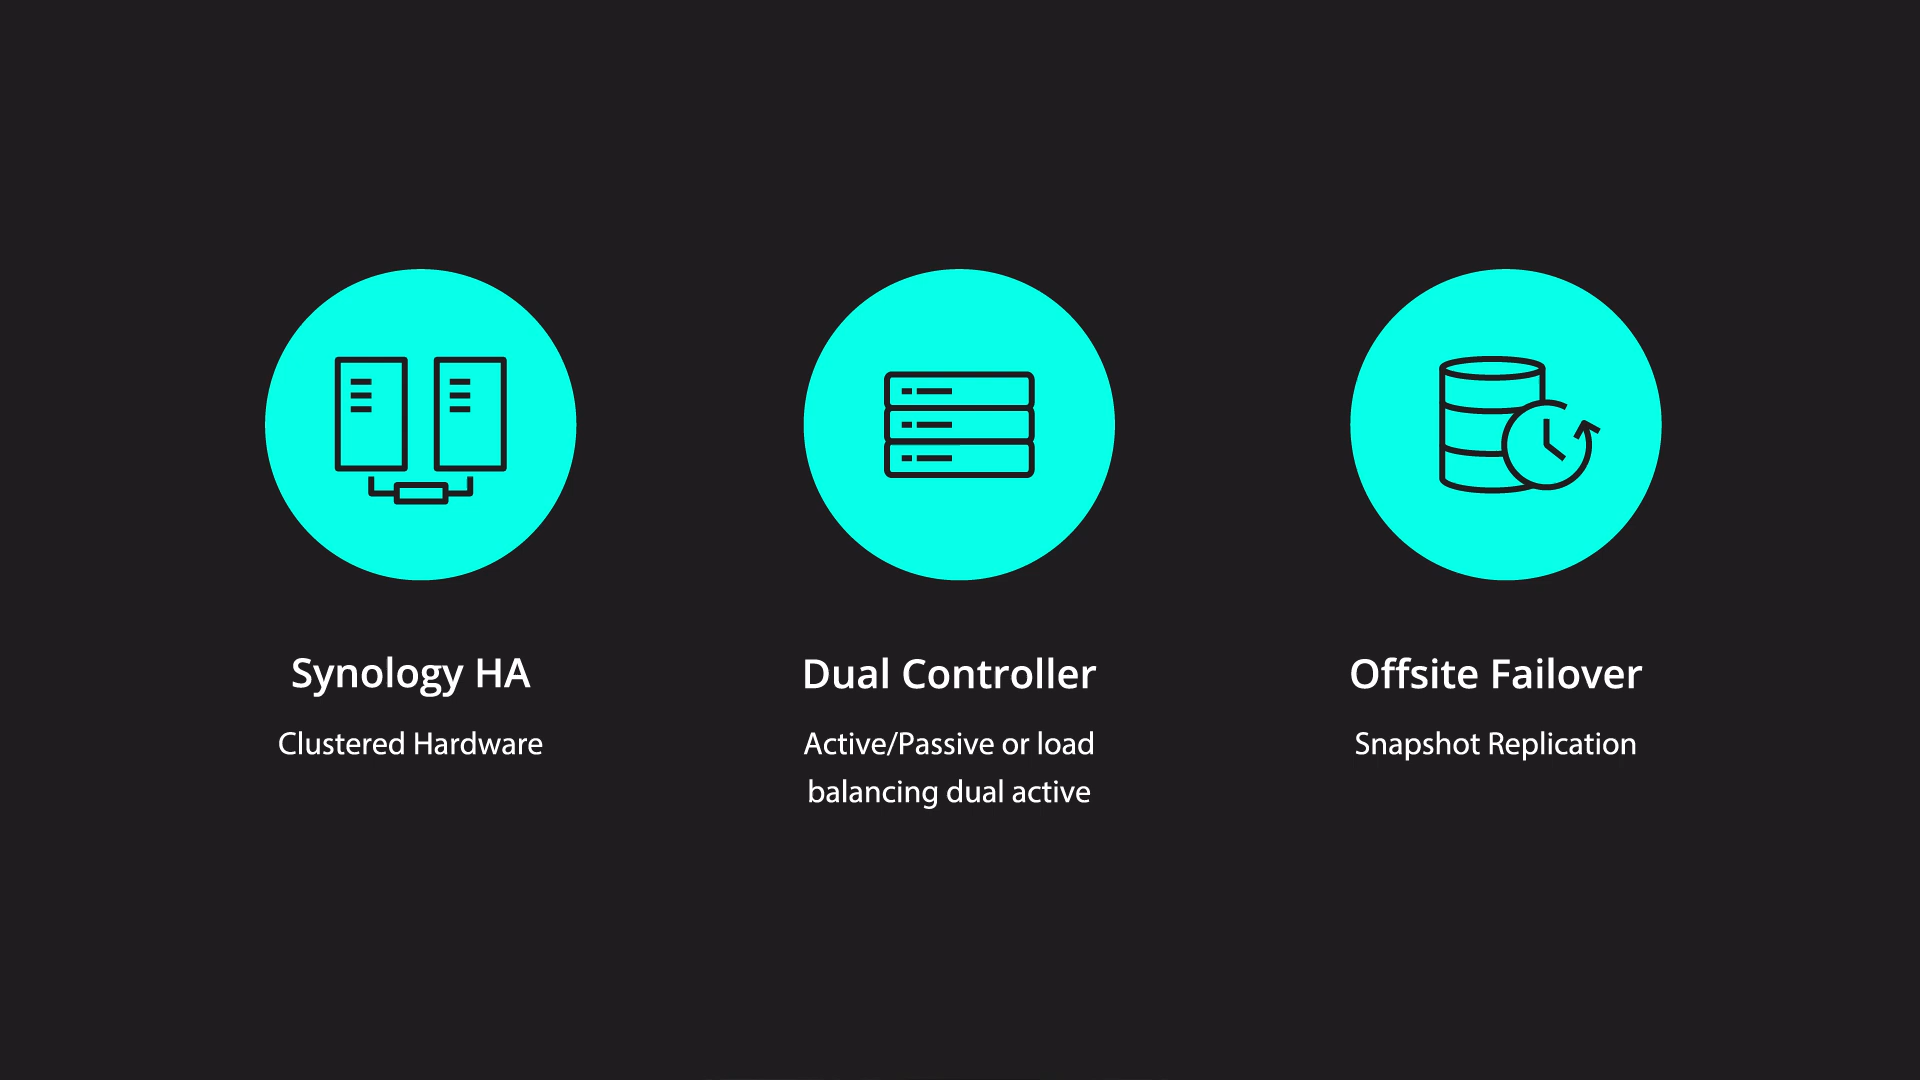 Synology HA
Clustered Hardware
Dual Controller
Active/Passive or load
balancing dual active
Offsite Failover
Snapshot Replication